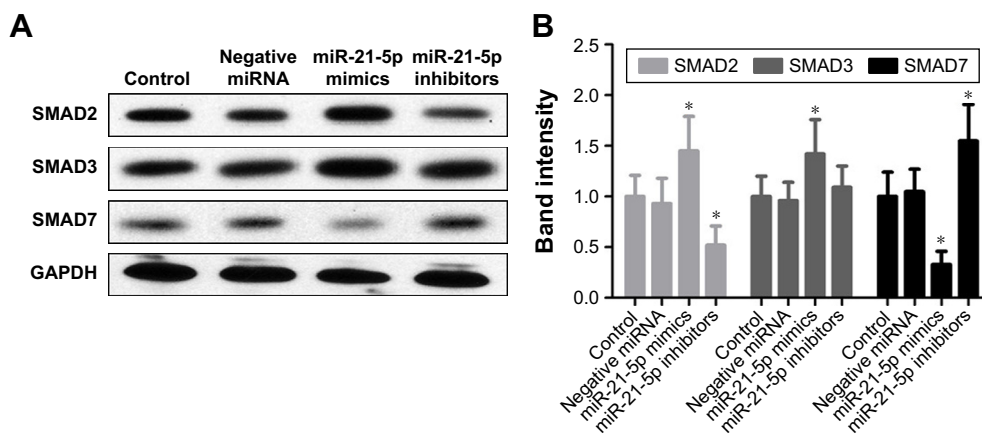 A
Control
Negative
miRNA
miR-21-5p
mimics
miR-21-5p
inhibitors
SMAD2
SMAD3
SMAD7
GAPDH
B
Band intensity
2.5
2.0
1.5
1.0
0.5
0.0
SMAD2 SMAD3 SMAD7
* * * * *
Control
Negative miRNA
miR-21-5p mimics
miR-21-5p inhibitors
Control
Negative miRNA
miR-21-5p mimics
miR-21-5p inhibitors
Control
Negative miRNA
miR-21-5p mimics
miR-21-5p inhibitors